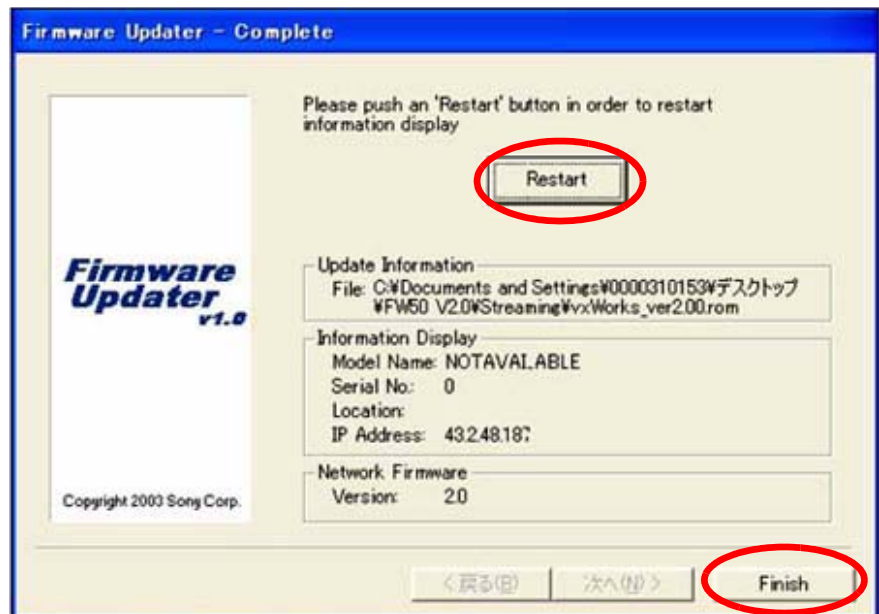 Firmware Updater - Complete
Please push an 'Restart' button in order to restart
information display
Restart
Firmware
Updater
v1.0
Update Information
File: C:¥Documents and Settings¥0000310153¥デスクトップ
¥FW50 V2.0¥Streaming¥vxWorks_ver2.00.rom
Information Display
Model Name: NOTAVAILABLE
Serial No.: 0
Location:
IP Address: 43.2.48.187
Network Firmware
Version: 2.0
Copyright 2003 Sony Corp.
< 戻る(B)
次へ(N) >
Finish